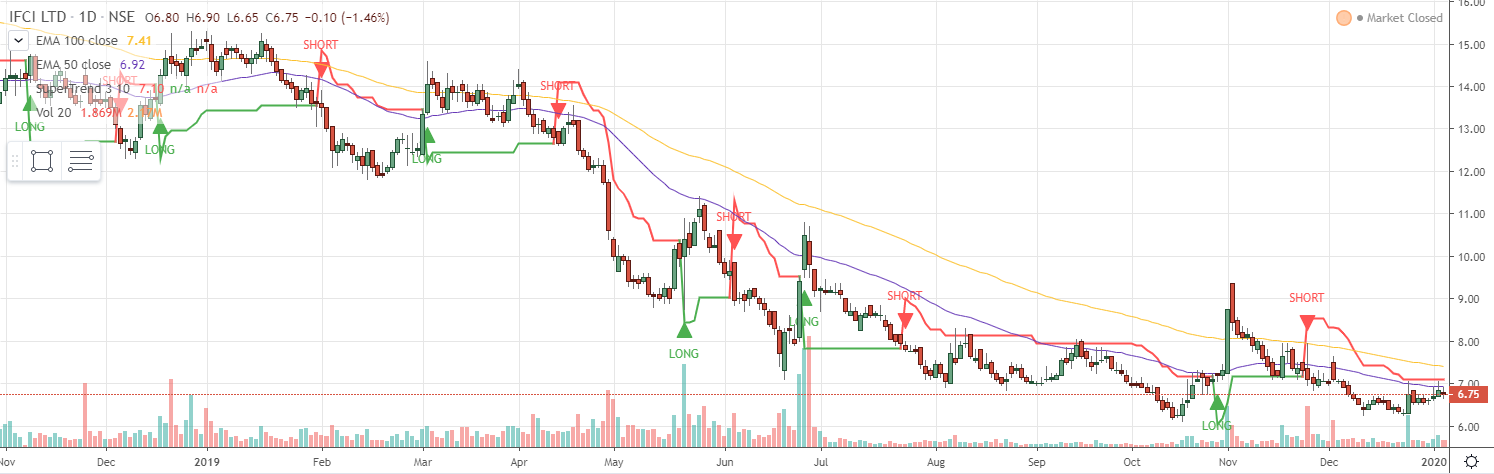 IFCI LTD · 1D · NSE O6.80 H6.90 L6.65 C6.75 −0.10 (−1.46%)
● Market Closed
EMA 100 close 7.41
EMA 50 close 6.92
SuperTrend 3 10 7.10 n/a n/a
Vol 20 1.869M
SHORT
SHORT
SHORT
SHORT
SHORT
SHORT
LONG
LONG
LONG
LONG
LONG
LONG
16.00
15.00
14.00
13.00
12.00
11.00
10.00
9.00
8.00
7.00
6.75
6.00
Nov Dec 2019 Feb Mar Apr May Jun Jul Aug Sep Oct Nov Dec 2020